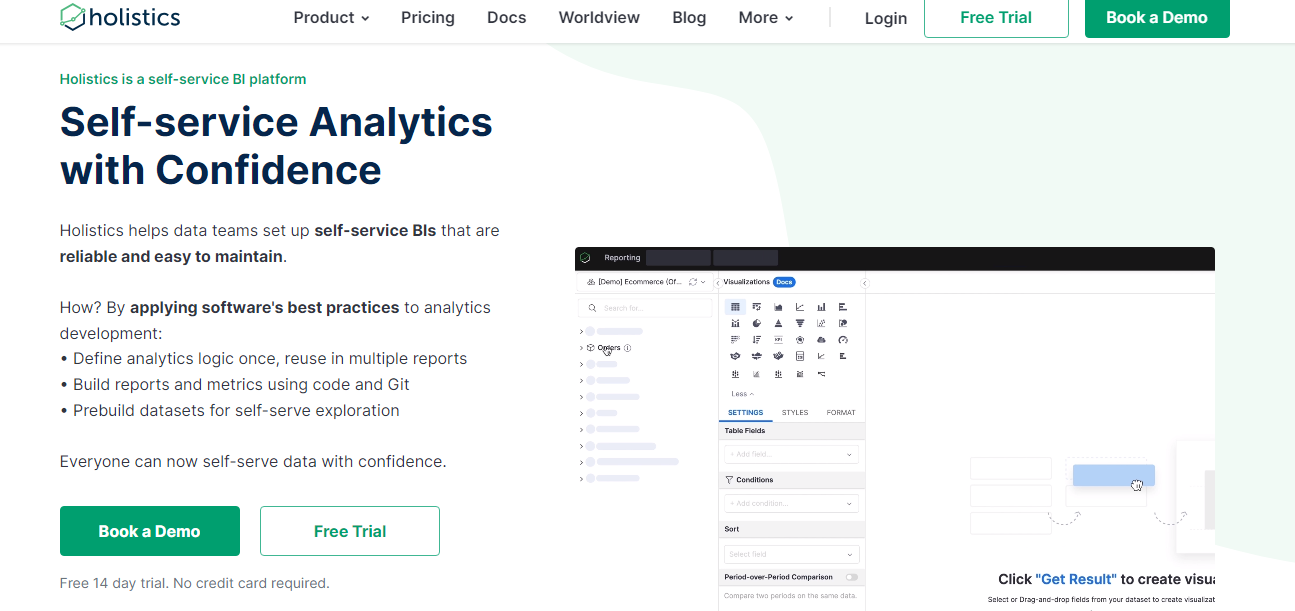 holistics
Product
Pricing
Docs
Worldview
Blog
More
Login
Free Trial
Book a Demo
Holistics is a self-service BI platform
Self-service Analytics
with Confidence
Holistics helps data teams set up self-service BIs that are
reliable and easy to maintain.
How? By applying software's best practices to analytics
development:
• Define analytics logic once, reuse in multiple reports
• Build reports and metrics using code and Git
• Prebuild datasets for self-serve exploration
Everyone can now self-serve data with confidence.
Book a Demo
Free Trial
Free 14 day trial. No credit card required.
Reporting
[Demo] Ecommerce (Of...
Search for...
Orders
Visualizations Docs
Less
SETTINGS
STYLES
FORMAT
Table Fields
+ Add field...
Conditions
+ Add condition...
Sort
Select field
Period-over-Period Comparison
Compare two periods on the same data.
Click "Get Result" to create
Select or Drag-and-drop fields from your dataset to create